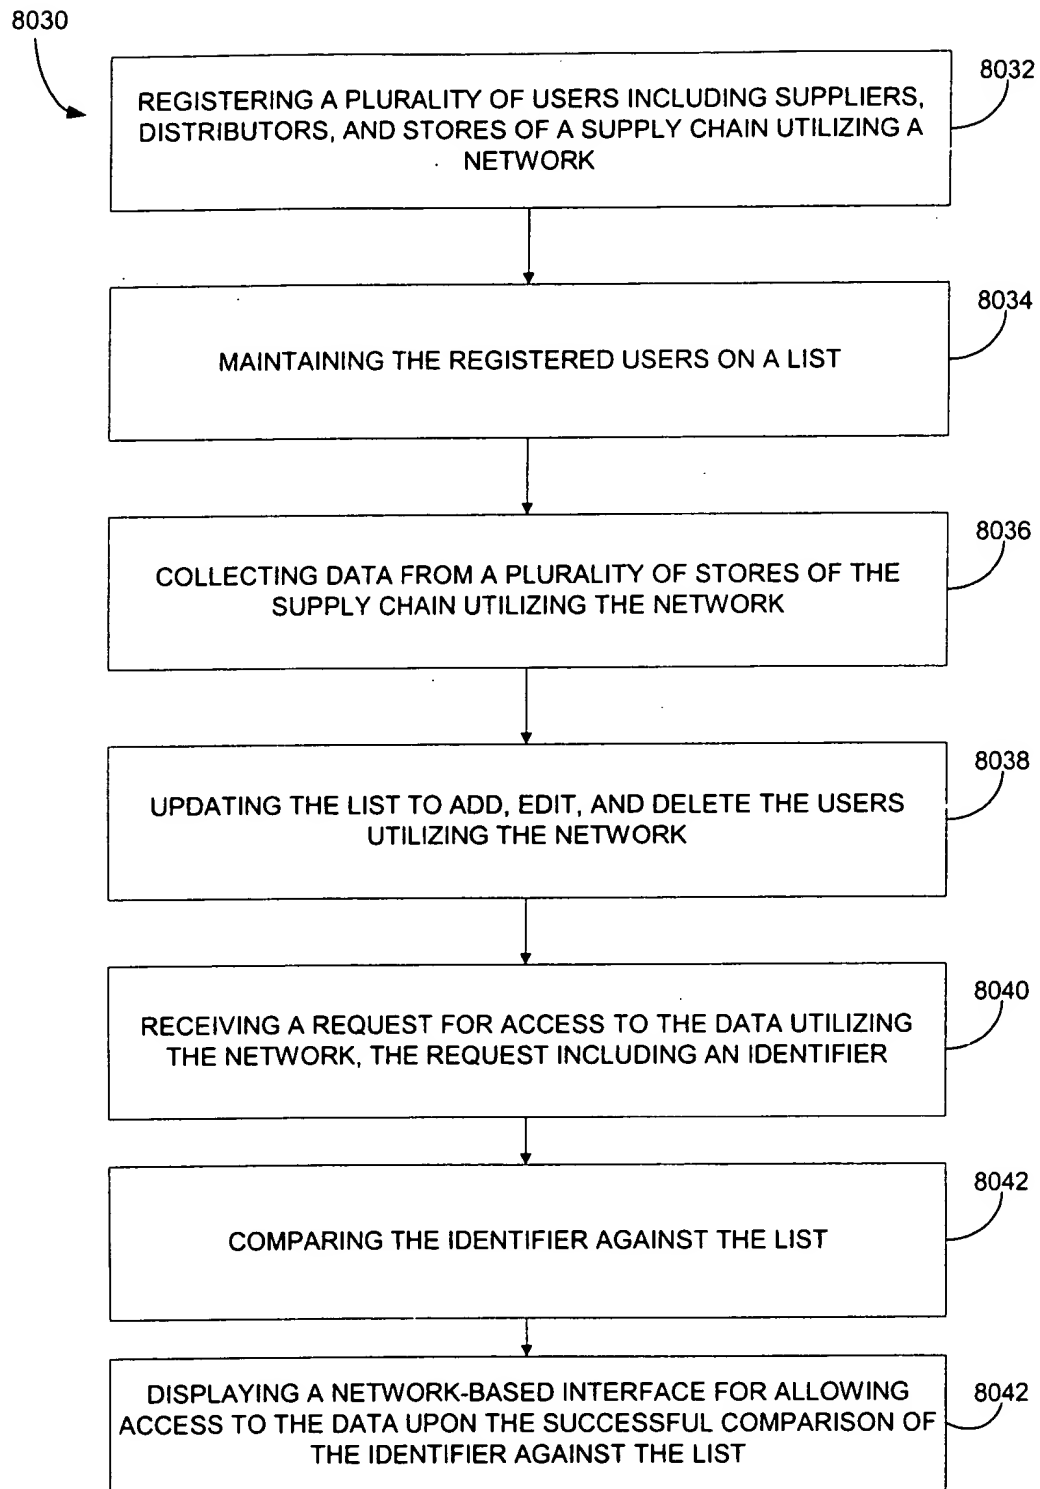 8030
8032
REGISTERING A PLURALITY OF USERS INCLUDING SUPPLIERS,
DISTRIBUTORS, AND STORES OF A SUPPLY CHAIN UTILIZING A
NETWORK
8034
MAINTAINING THE REGISTERED USERS ON A LIST
8036
COLLECTING DATA FROM A PLURALITY OF STORES OF THE
SUPPLY CHAIN UTILIZING THE NETWORK
8038
UPDATING THE LIST TO ADD, EDIT, AND DELETE THE USERS
UTILIZING THE NETWORK
8040
RECEIVING A REQUEST FOR ACCESS TO THE DATA UTILIZING
THE NETWORK, THE REQUEST INCLUDING AN IDENTIFIER
8042
COMPARING THE IDENTIFIER AGAINST THE LIST
8042
DISPLAYING A NETWORK-BASED INTERFACE FOR ALLOWING
ACCESS TO THE DATA UPON THE SUCCESSFUL COMPARISON OF
THE IDENTIFIER AGAINST THE LIST